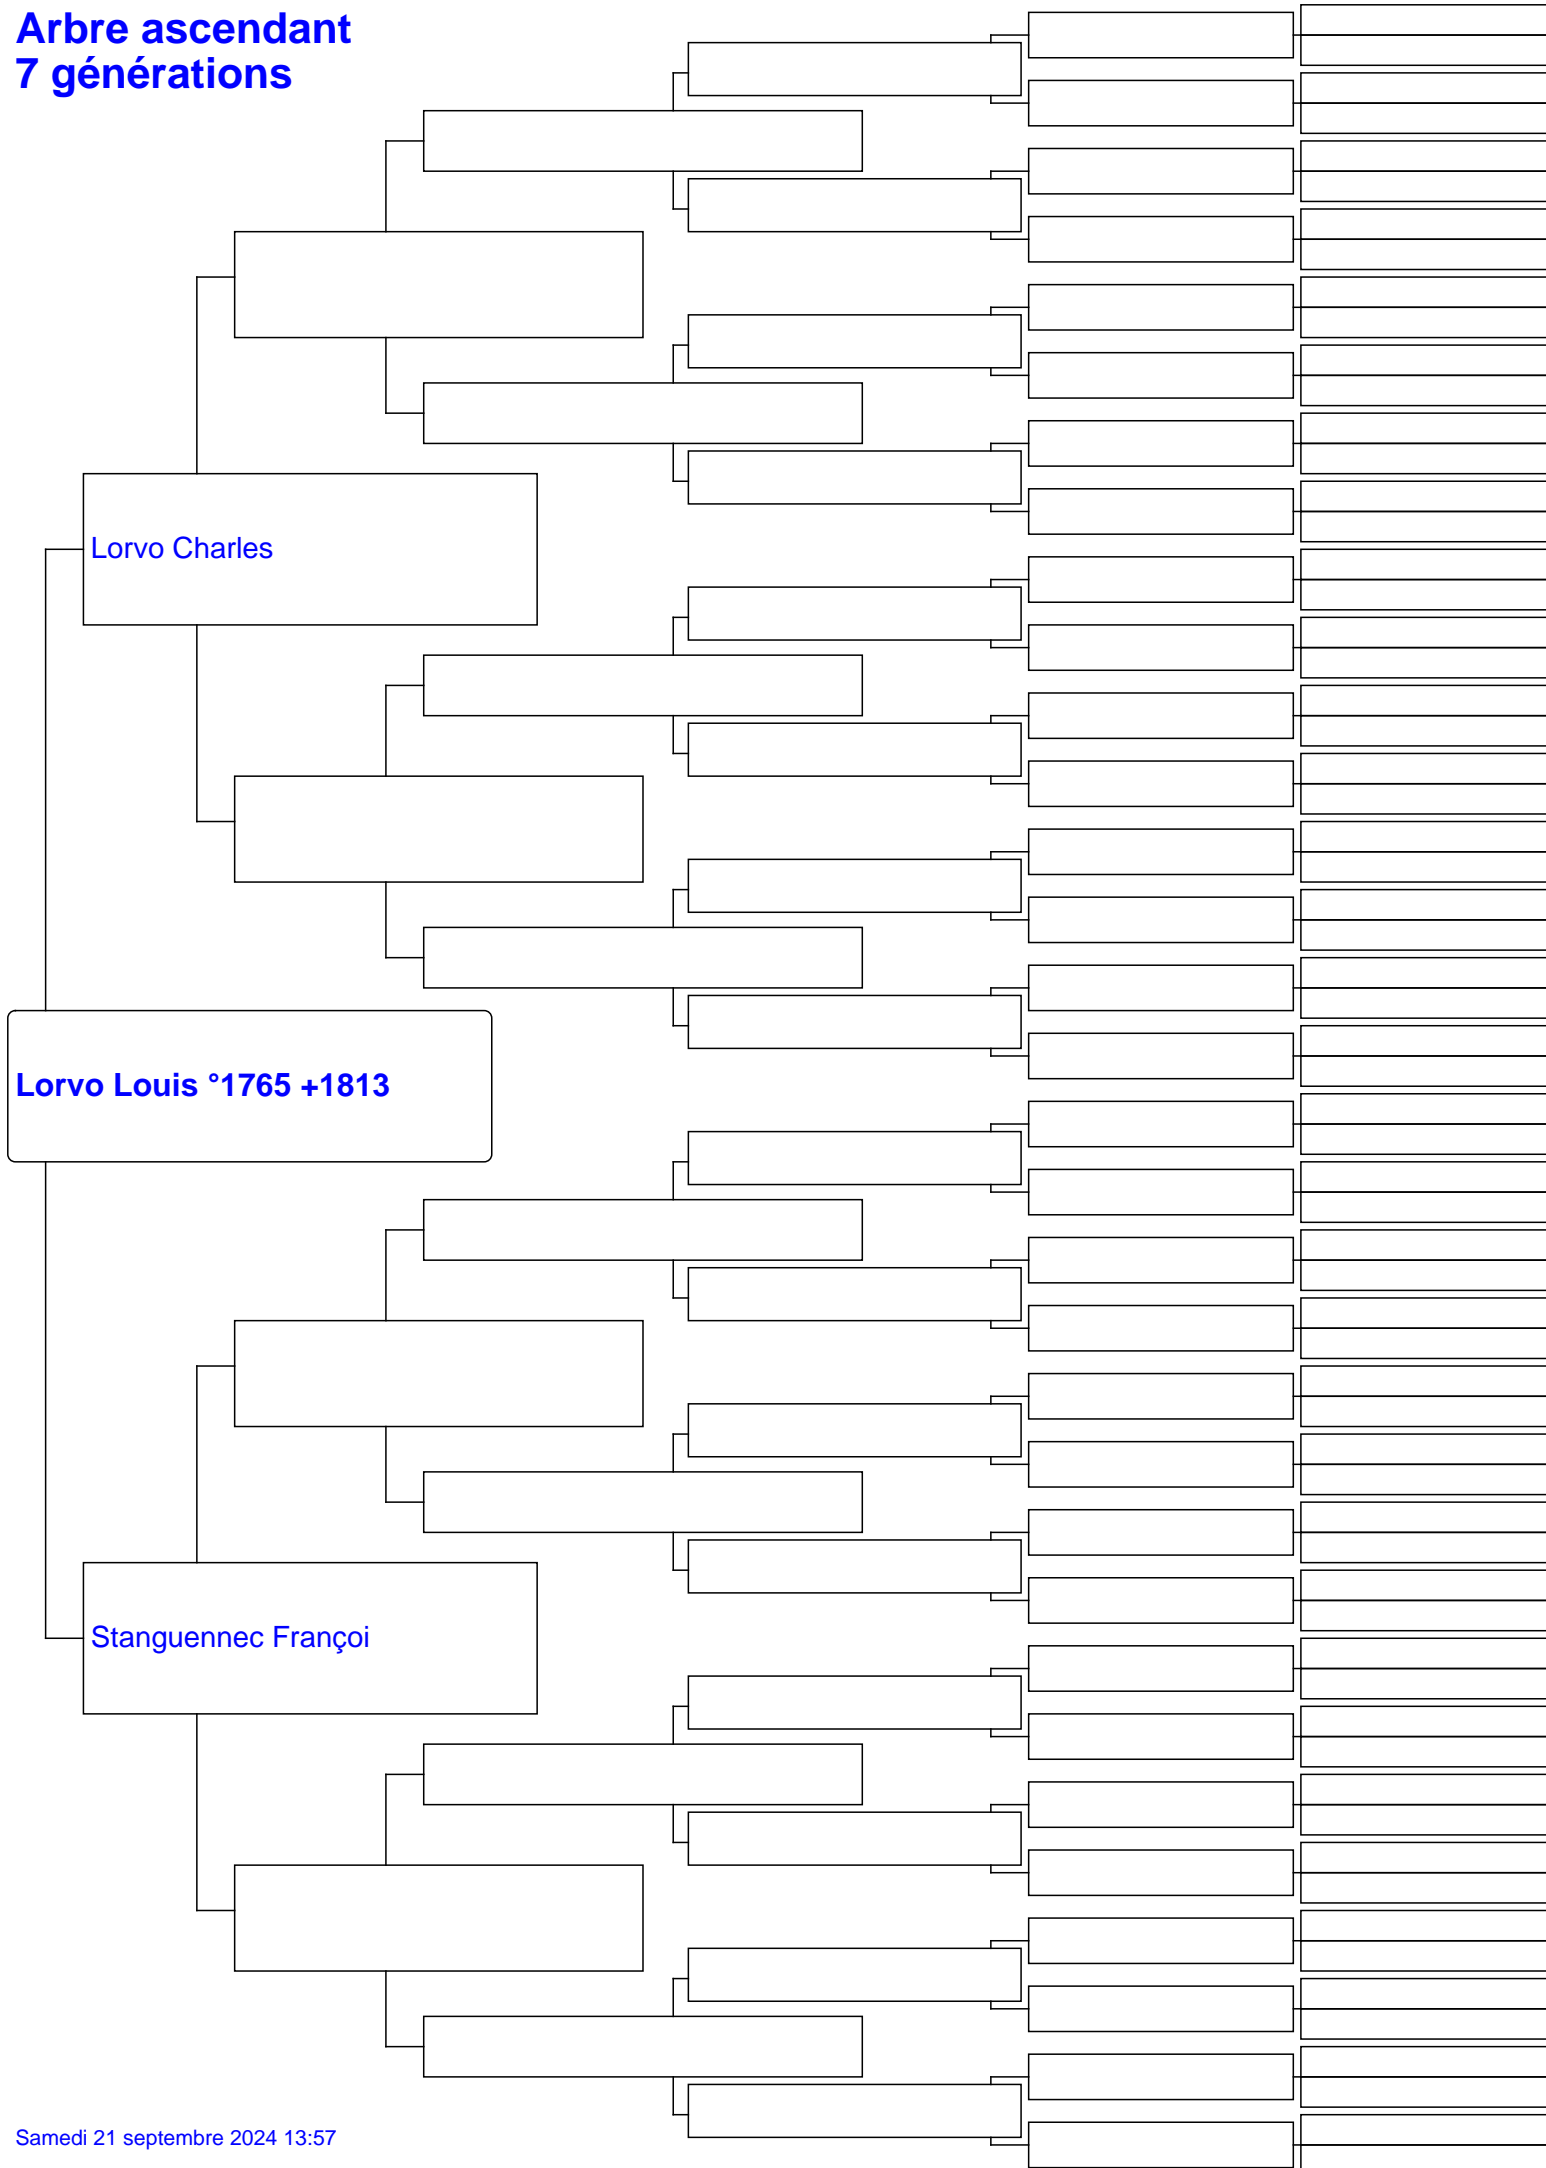 Arbre ascendant
7 générations
Lorvo Charles
Lorvo Louis °1765 +1813
Stanguennec Françoi
Samedi 21 septembre 2024 13:57